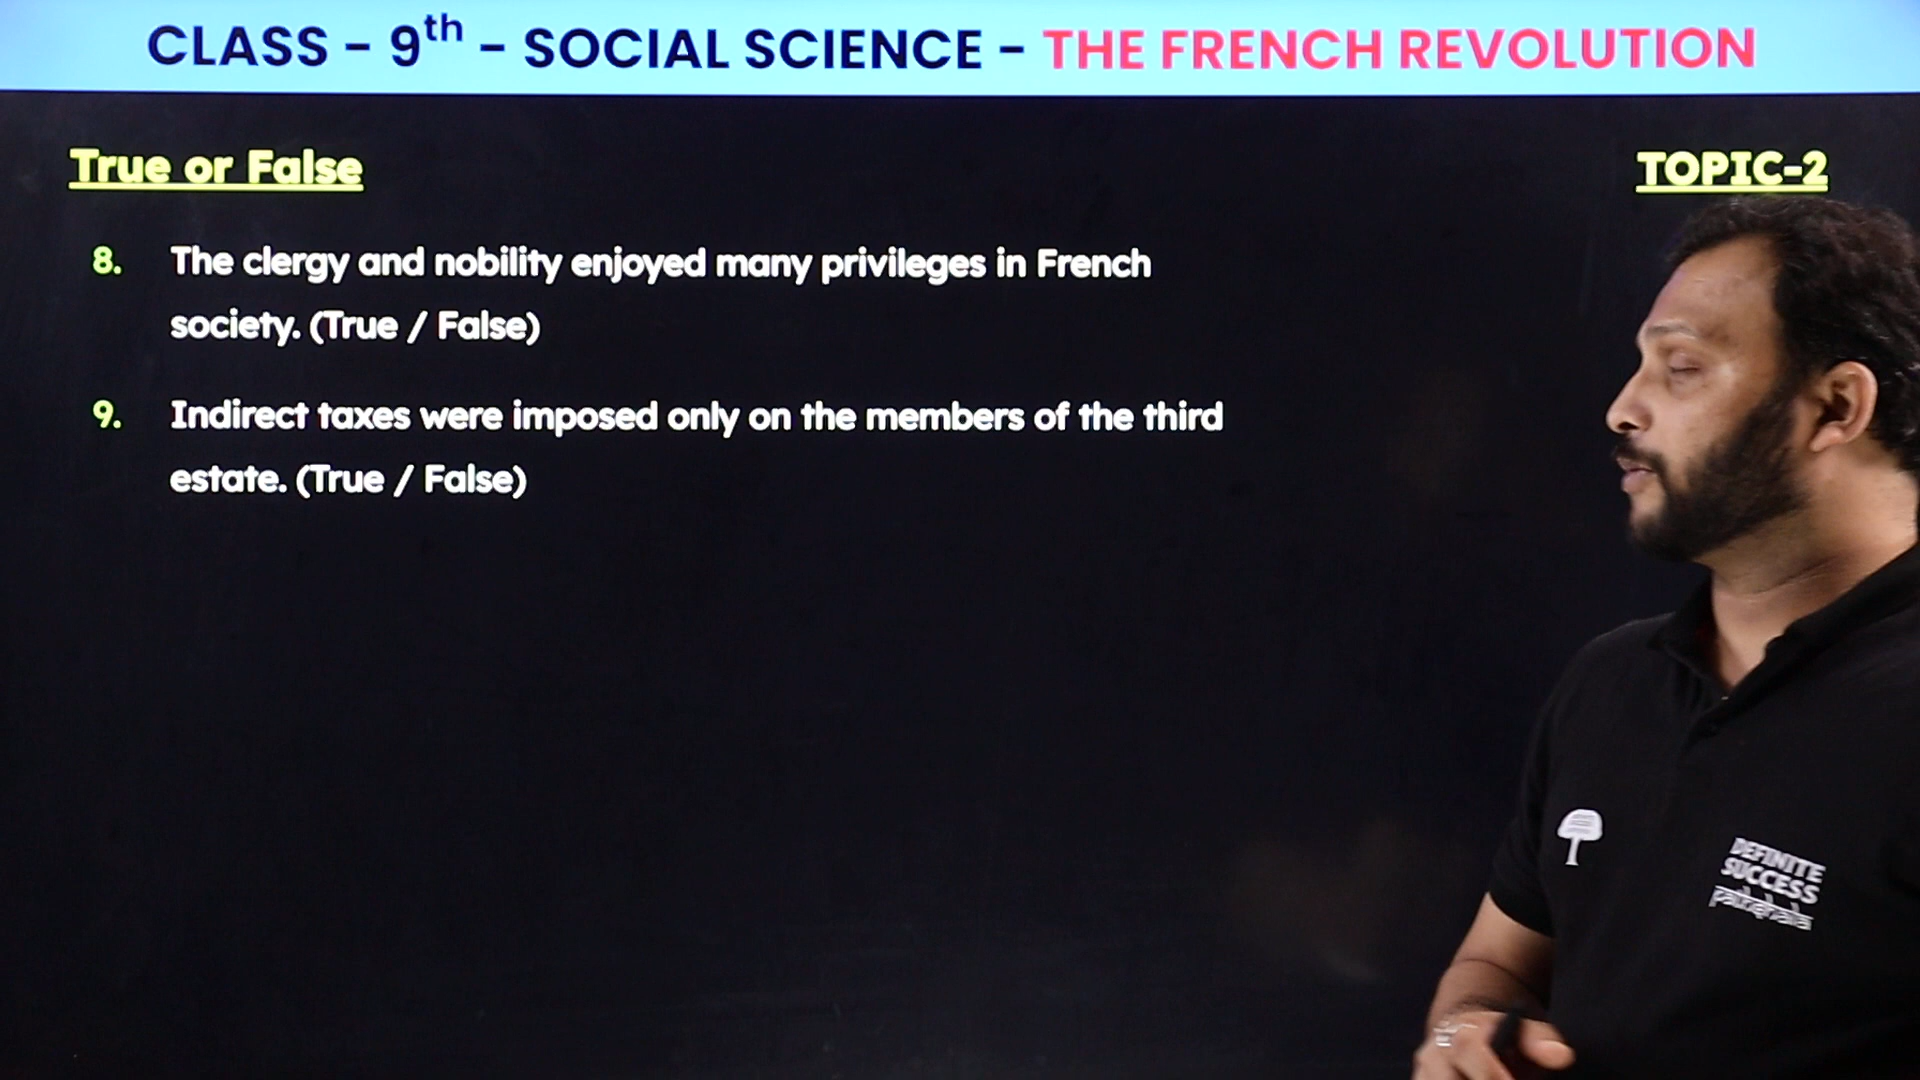 CLASS - 9th - SOCIAL SCIENCE - THE FRENCH REVOLUTION
True or False
TOPIC-2
8. The clergy and nobility enjoyed many privileges in French
society. (True / False)
9. Indirect taxes were imposed only on the members of the third
estate. (True / False)
DEFINITE
SUCCESS
pathshala